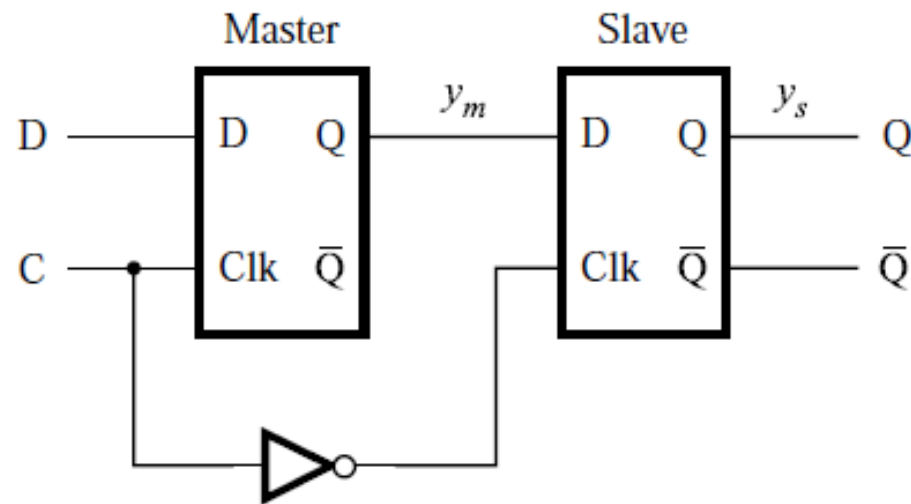 Master Slave
y_m y_s
D D Q D Q Q
C Clk Q̅ Clk Q̅ Q̅